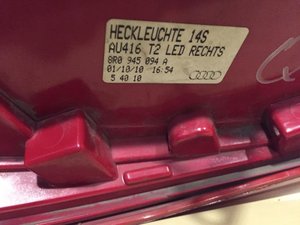 HECKLEUCHTE 14S
AU416 T2 LED RECHTS
8R0 945 094 A
01/10/10 16:54
5 40 10